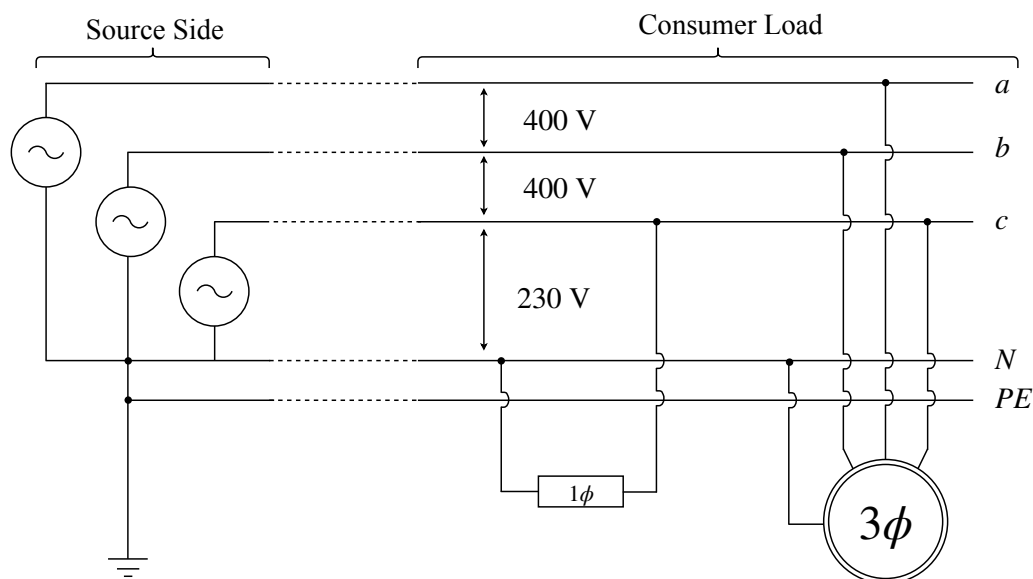 Source Side
Consumer Load
a
400 V
b
400 V
c
230 V
N
PE
1ϕ
3ϕ